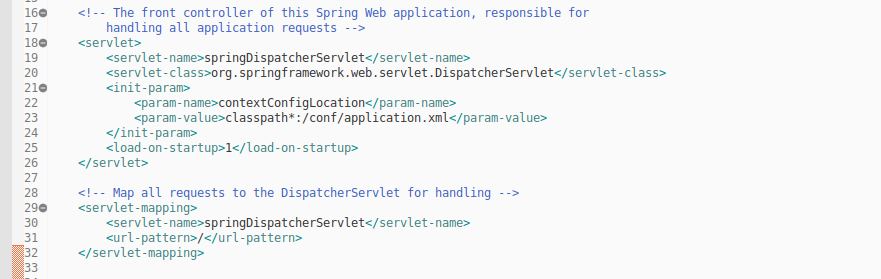 16 <!-- The front controller of this Spring Web application, responsible for
17 handling all application requests -->
18 <servlet>
19 <servlet-name>springDispatcherServlet</servlet-name>
20 <servlet-class>org.springframework.web.servlet.DispatcherServlet</servlet-class>
21 <init-param>
22 <param-name>contextConfigLocation</param-name>
23 <param-value>classpath*:/conf/application.xml</param-value>
24 </init-param>
25 <load-on-startup>1</load-on-startup>
26 </servlet>
27
28 <!-- Map all requests to the DispatcherServlet for handling -->
29 <servlet-mapping>
30 <servlet-name>springDispatcherServlet</servlet-name>
31 <url-pattern>/</url-pattern>
32 </servlet-mapping>
33